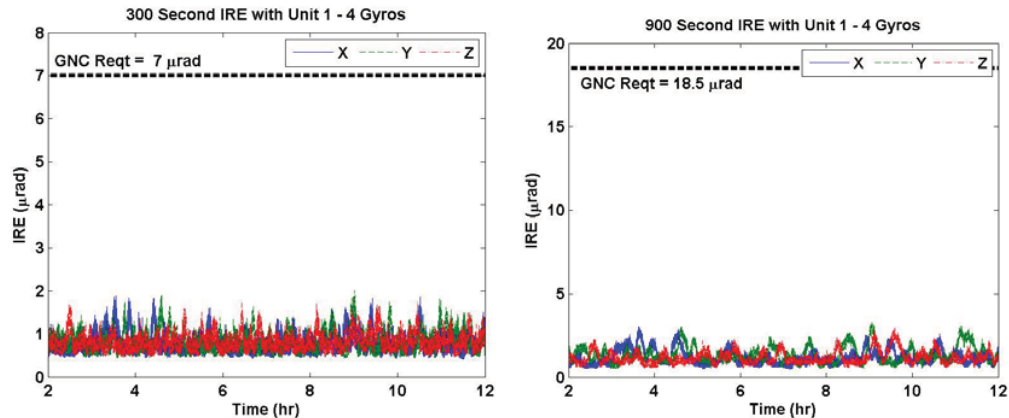 300 Second IRE with Unit 1 - 4 Gyros
8
7
6
5
4
3
2
1
0
IRE (μrad)
GNC Reqt = 7 μrad
X Y Z
2 4 6 8 10 12
Time (hr)
900 Second IRE with Unit 1 - 4 Gyros
20
15
10
5
0
IRE (μrad)
X Y Z
GNC Reqt = 18.5 μrad
2 4 6 8 10 12
Time (hr)